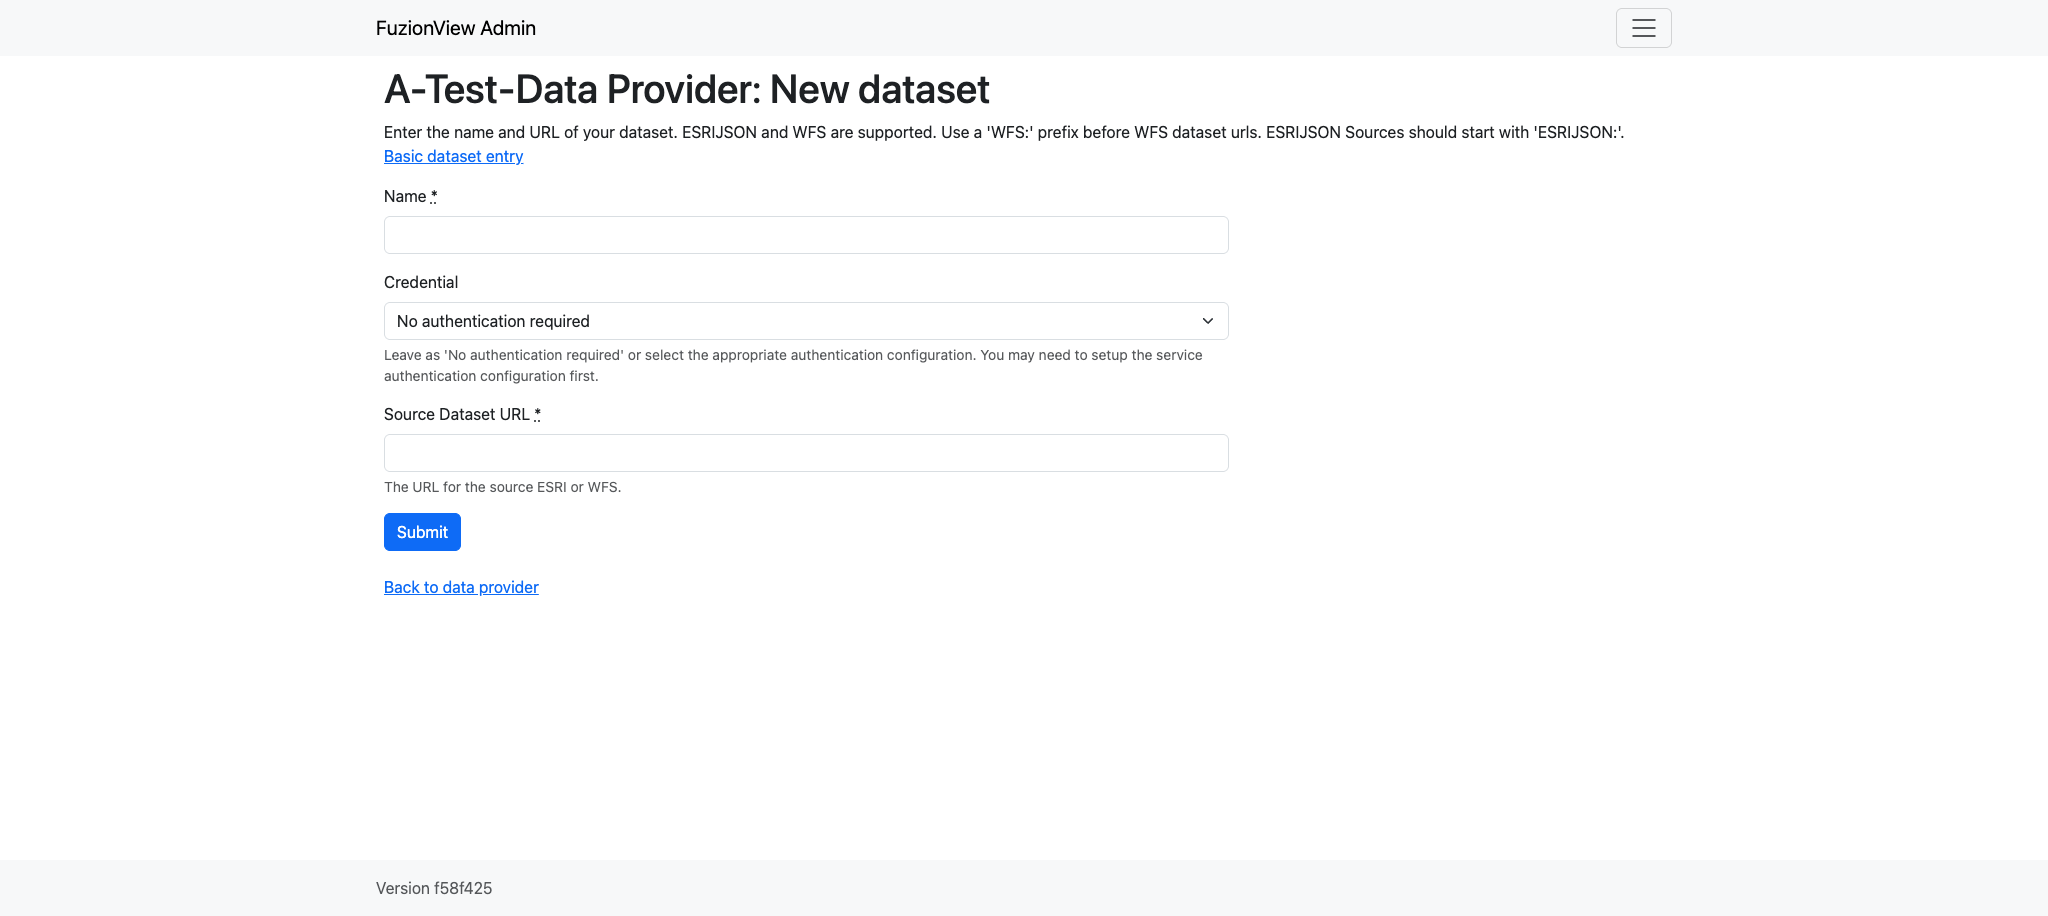 FuzionView Admin
A-Test-Data Provider: New dataset
Enter the name and URL of your dataset. ESRIJSON and WFS are supported. Use a 'WFS:' prefix before WFS dataset urls. ESRIJSON Sources should start with 'ESRIJSON:'.
Basic dataset entry
Name *
Credential
No authentication required
Leave as 'No authentication required' or select the appropriate authentication configuration. You may need to setup the service
authentication configuration first.
Source Dataset URL *
The URL for the source ESRI or WFS.
Submit
Back to data provider
Version f58f425